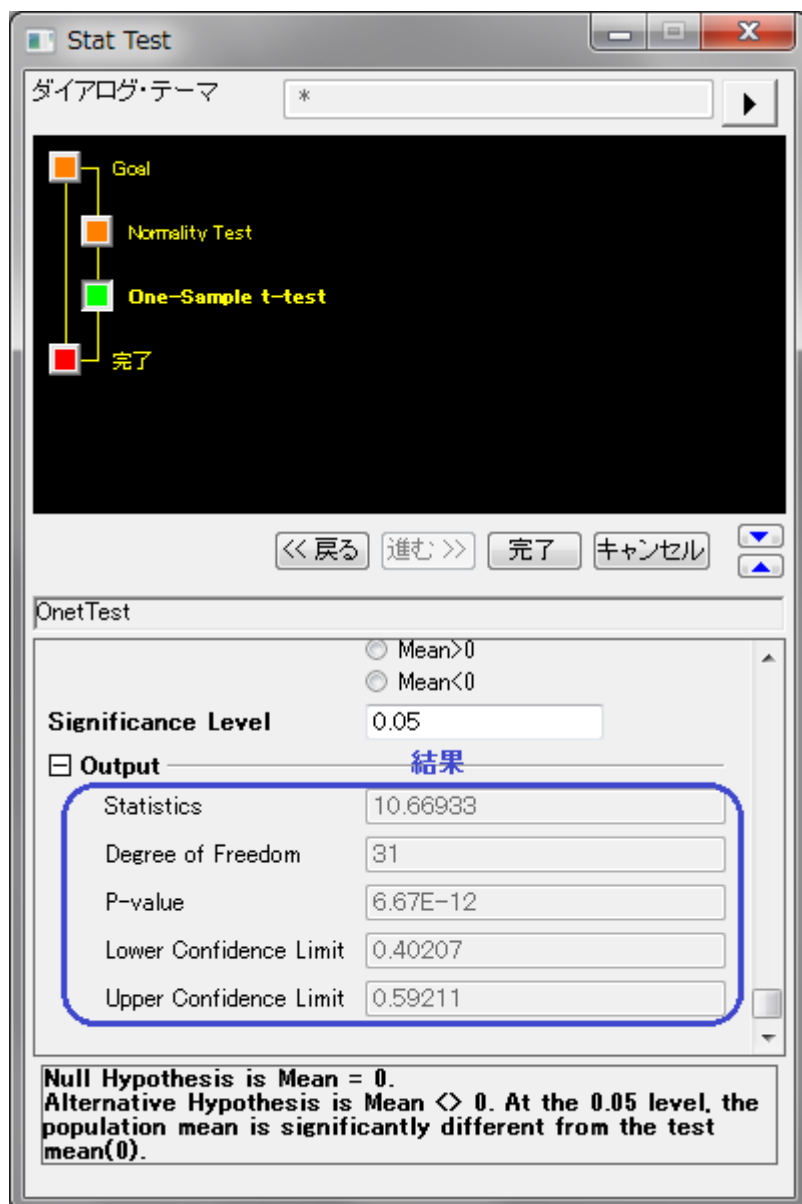 Stat Test
ダイアログ・テーマ *
Goal
Normality Test
One-Sample t-test
完了
<< 戻る 進む >> 完了 キャンセル
OnetTest
Mean>0
Mean<0
Significance Level 0.05
Output 結果
Statistics 10.66933
Degree of Freedom 31
P-value 6.67E-12
Lower Confidence Limit 0.40207
Upper Confidence Limit 0.59211
Null Hypothesis is Mean = 0.
Alternative Hypothesis is Mean <> 0. At the 0.05 level, the
population mean is significantly different from the test
mean(0).